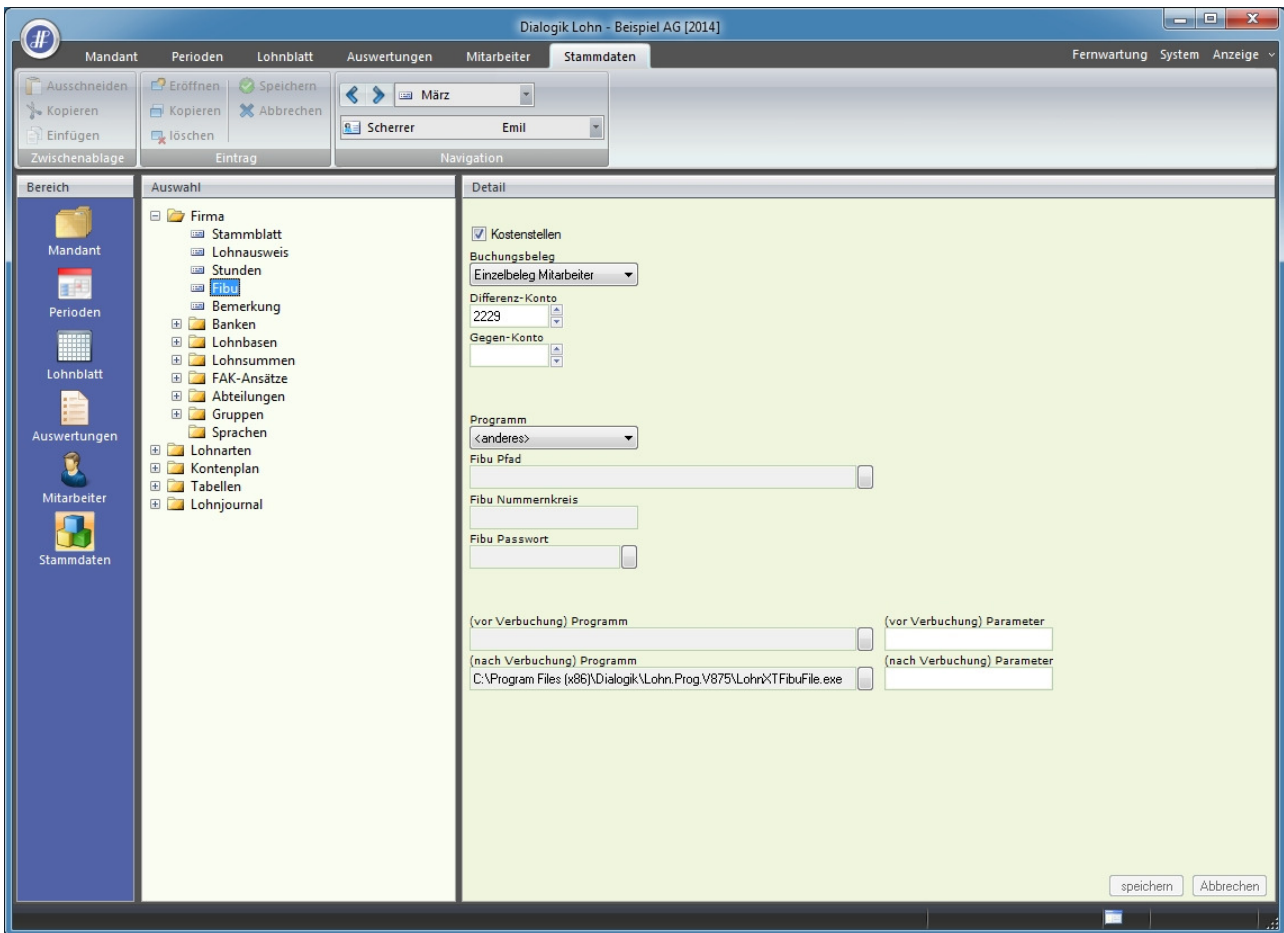 Dialogik Lohn - Beispiel AG [2014]
Mandant Perioden Lohnblatt Auswertungen Mitarbeiter Stammdaten Fernwartung System Anzeige
Ausschneiden Eröffnen Speichern
Kopieren Kopieren Abbrechen
Einfügen löschen
März
Scherrer Emil
Zwischenablage Eintrag Navigation
Bereich
Mandant
Perioden
Lohnblatt
Auswertungen
Mitarbeiter
Stammdaten
Auswahl
Firma
Stammblatt
Lohnausweis
Stunden
Fibu
Bemerkung
Banken
Lohnbasen
Lohnsummen
FAK-Ansätze
Abteilungen
Gruppen
Sprachen
Lohnarten
Kontenplan
Tabellen
Lohnjournal
Detail
Kostenstellen
Buchungsbeleg
Einzelbeleg Mitarbeiter
Differenz-Konto
2229
Gegen-Konto
Programm
<anderes>
Fibu Pfad
Fibu Nummernkreis
Fibu Passwort
(vor Verbuchung) Programm (vor Verbuchung) Parameter
(nach Verbuchung) Programm (nach Verbuchung) Parameter
C:\Program Files (x86)\Dialogik\Lohn.Prog.V875\LohnXTFibuFile.exe
speichern Abbrechen